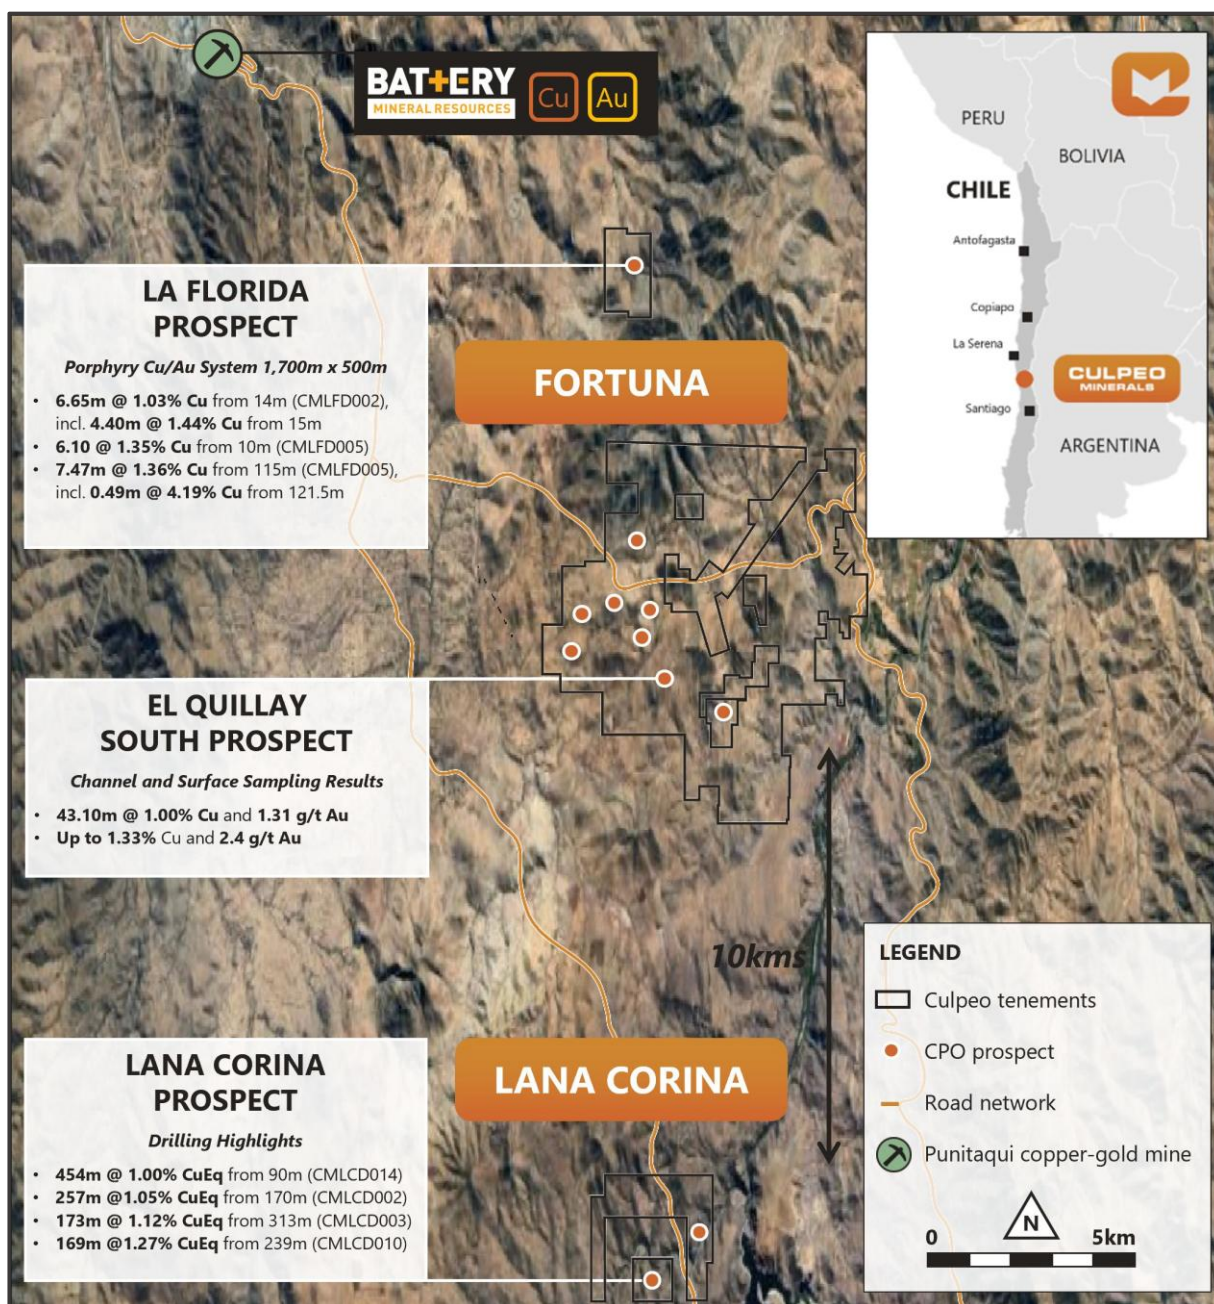 BATTERY
MINERAL RESOURCES
Cu
Au
PERU
BOLIVIA
CHILE
Antofagasta
Copiapo
La Serena
CULPEO
MINERALS
Santiago
ARGENTINA
LA FLORIDA
PROSPECT
Porphyry Cu/Au System 1,700m x 500m
• 6.65m @ 1.03% Cu from 14m (CMLFD002),
incl. 4.40m @ 1.44% Cu from 15m
• 6.10 @ 1.35% Cu from 10m (CMLFD005)
• 7.47m @ 1.36% Cu from 115m (CMLFD005),
incl. 0.49m @ 4.19% Cu from 121.5m
FORTUNA
EL QUILLAY
SOUTH PROSPECT
Channel and Surface Sampling Results
• 43.10m @ 1.00% Cu and 1.31 g/t Au
• Up to 1.33% Cu and 2.4 g/t Au
10kms
LANA CORINA
PROSPECT
Drilling Highlights
• 454m @ 1.00% CuEq from 90m (CMLCD014)
• 257m @1.05% CuEq from 170m (CMLCD002)
• 173m @ 1.12% CuEq from 313m (CMLCD003)
• 169m @1.27% CuEq from 239m (CMLCD010)
LANA CORINA
LEGEND
Culpeo tenements
CPO prospect
Road network
Punitaqui copper-gold mine
N
0 5km